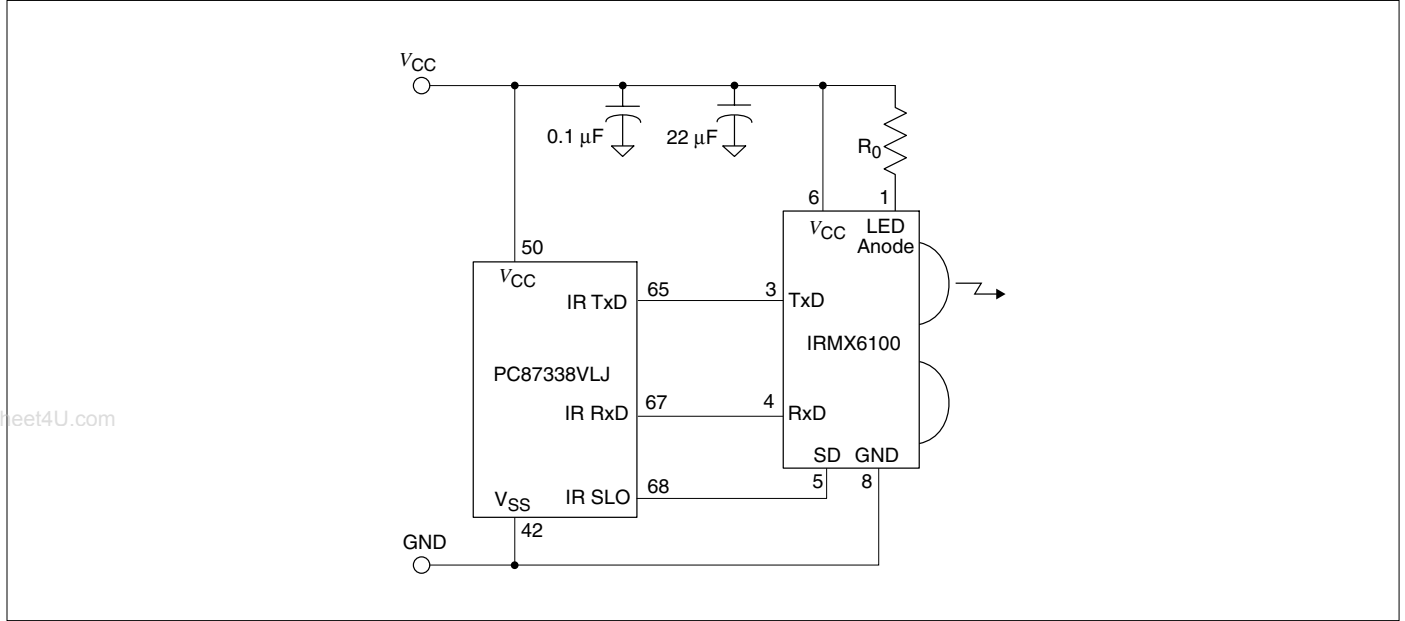 VCC
0.1 µF
22 µF
R0
6
1
VCC
LED
Anode
50
VCC
IR TxD
65
3
TxD
IRMX6100
PC87338VLJ
IR RxD
67
4
RxD
SD
GND
5
8
IR SLO
68
VSS
42
GND
heet4U.com